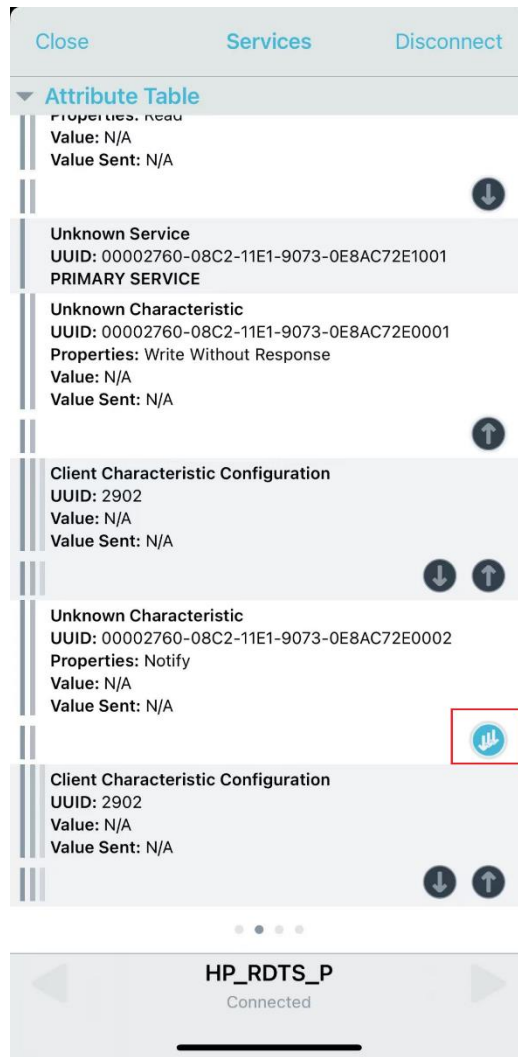 Close Services Disconnect
Attribute Table
Properties: Read
Value: N/A
Value Sent: N/A
Unknown Service
UUID: 00002760-08C2-11E1-9073-0E8AC72E1001
PRIMARY SERVICE
Unknown Characteristic
UUID: 00002760-08C2-11E1-9073-0E8AC72E0001
Properties: Write Without Response
Value: N/A
Value Sent: N/A
Client Characteristic Configuration
UUID: 2902
Value: N/A
Value Sent: N/A
Unknown Characteristic
UUID: 00002760-08C2-11E1-9073-0E8AC72E0002
Properties: Notify
Value: N/A
Value Sent: N/A
Client Characteristic Configuration
UUID: 2902
Value: N/A
Value Sent: N/A
HP_RDTS_P
Connected